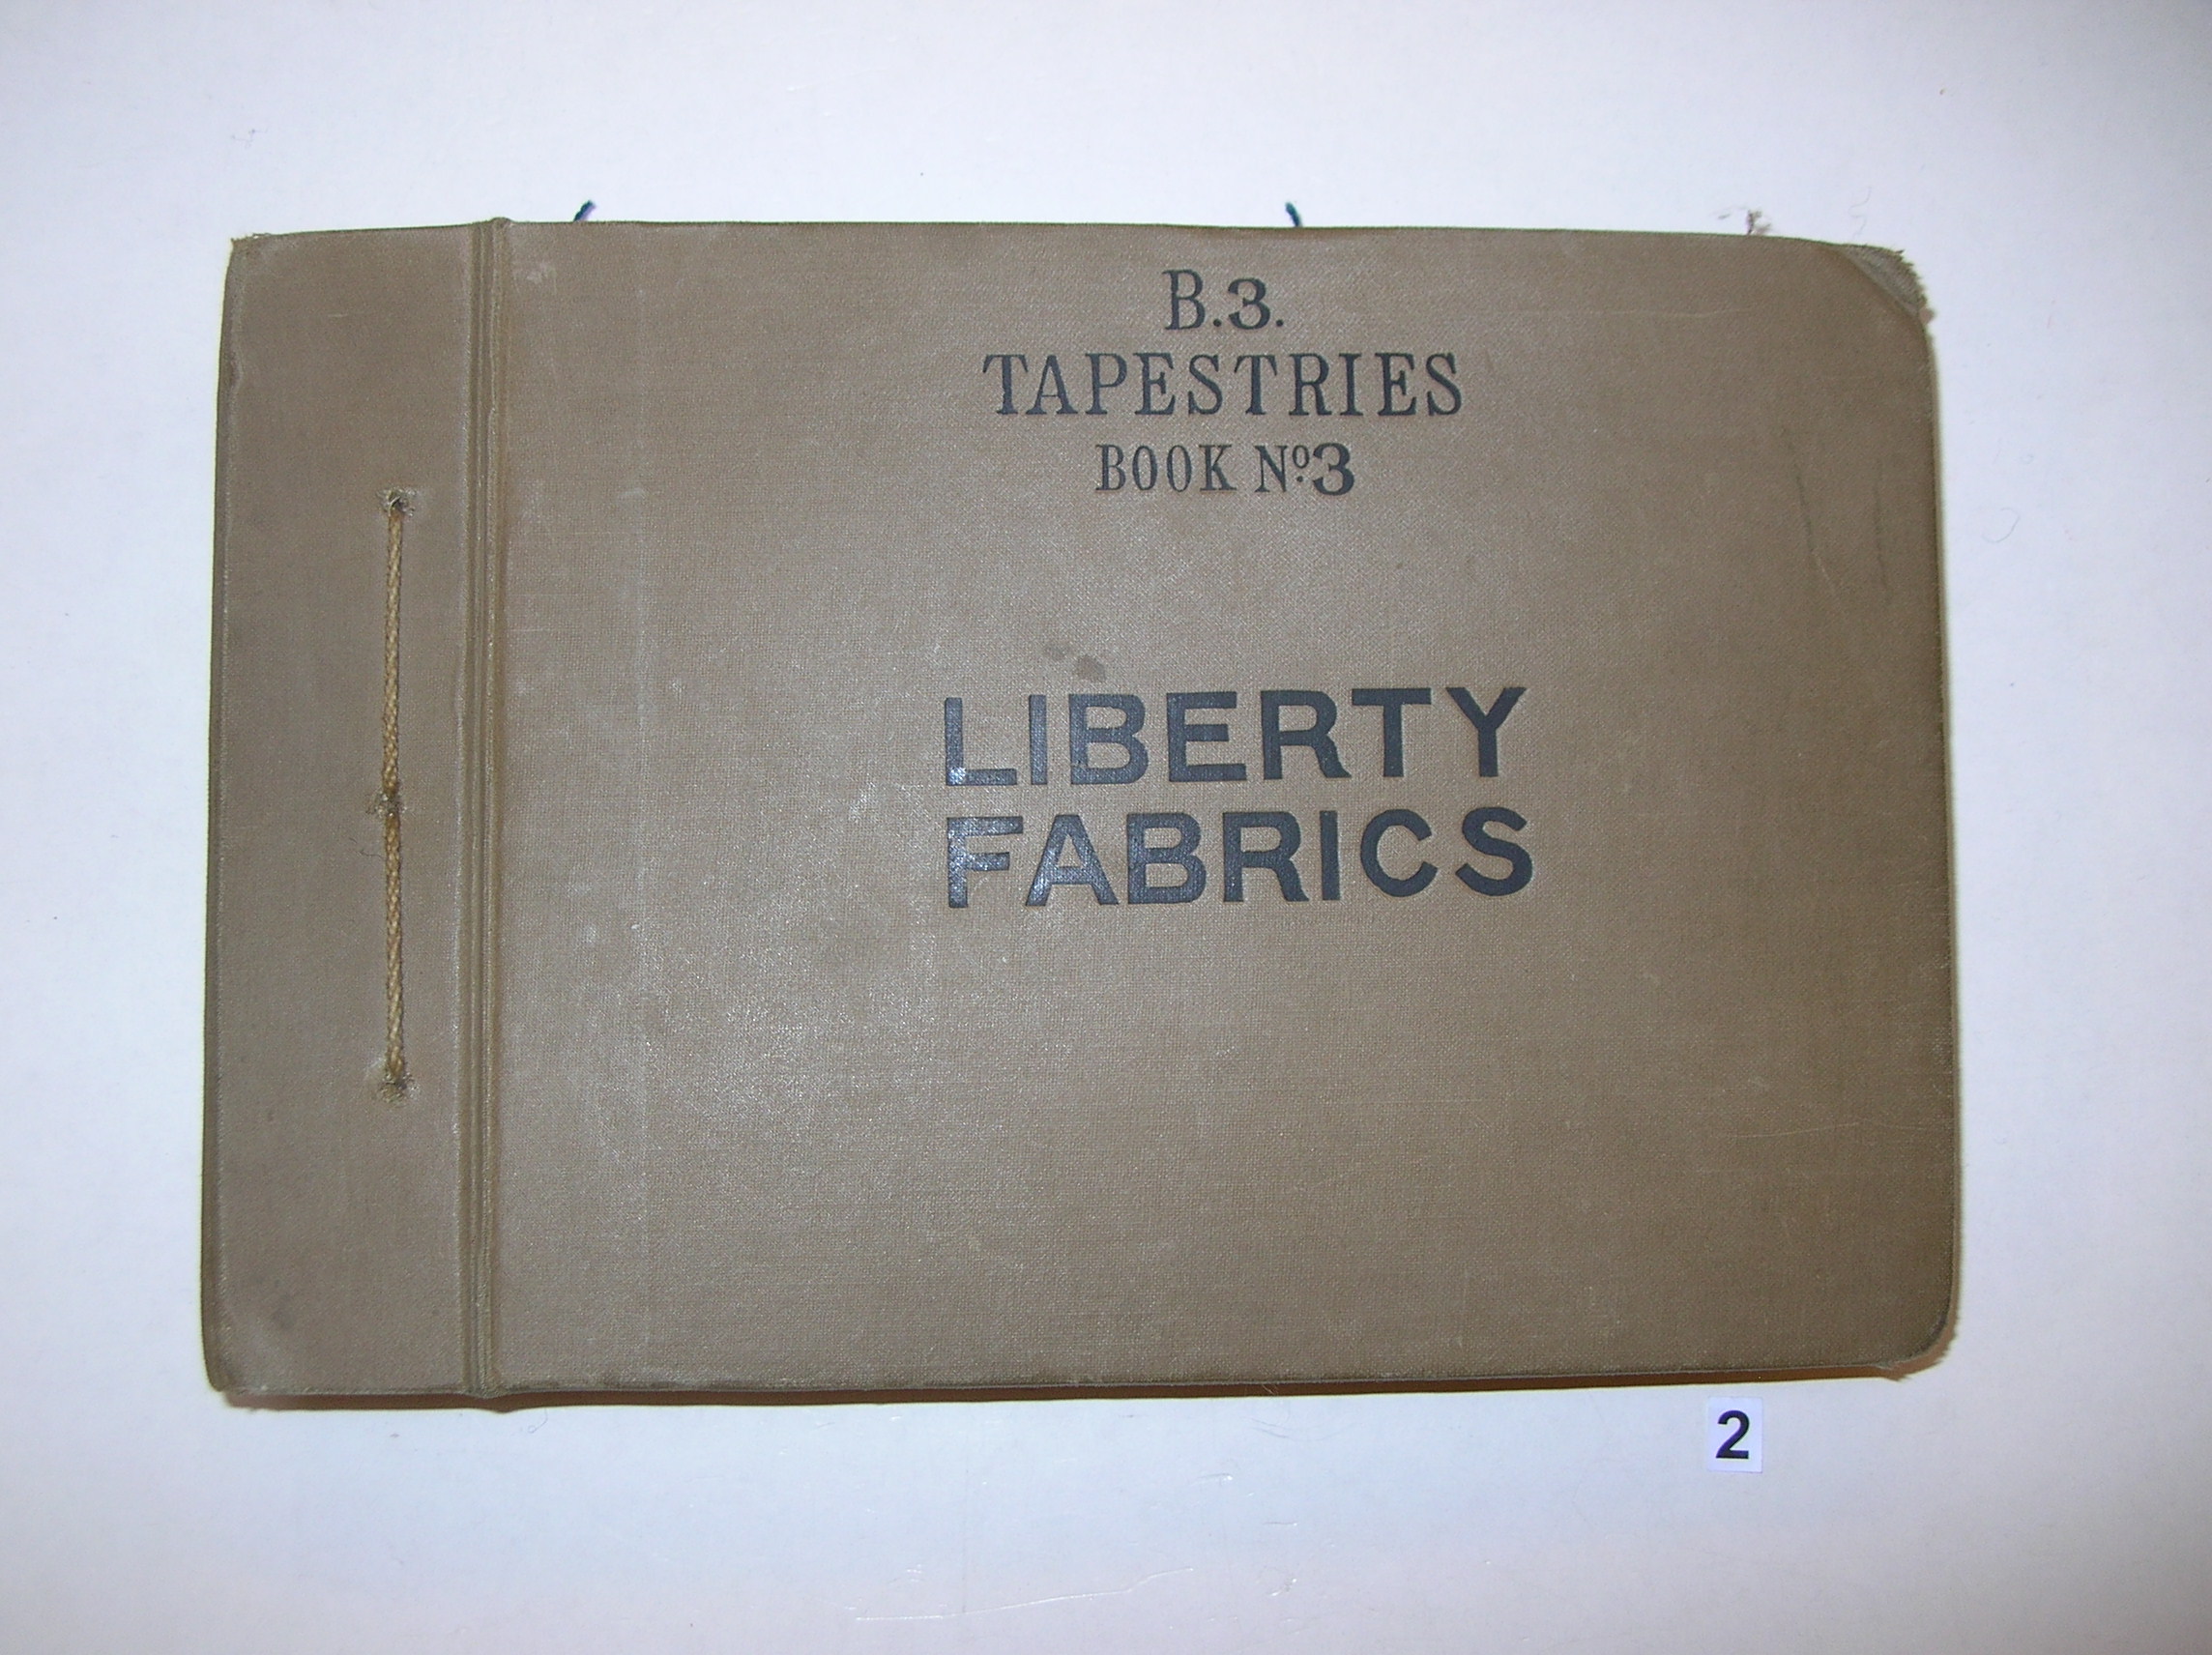 B.3.
TAPESTRIES
BOOK Nº3
LIBERTY
FABRICS
2